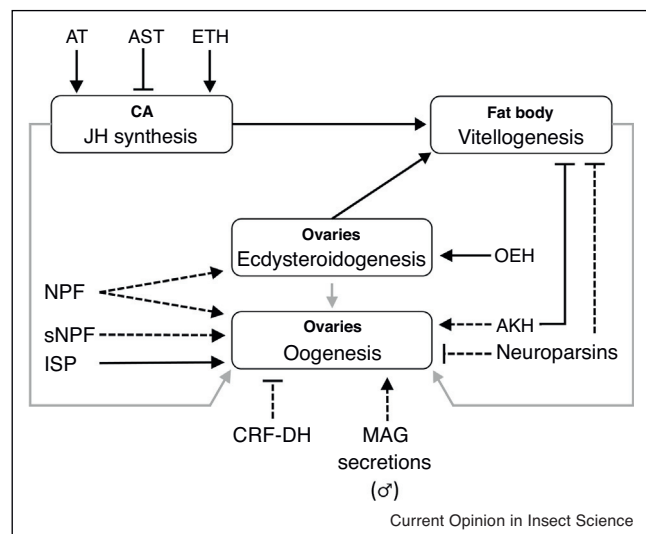 AT AST ETH
CA
JH synthesis
Fat body
Vitellogenesis
Ovaries
Ecdysteroidogenesis
OEH
NPF
sNPF
ISP
Ovaries
Oogenesis
AKH
Neuroparsins
CRF-DH
MAG
secretions
(♂)
Current Opinion in Insect Science